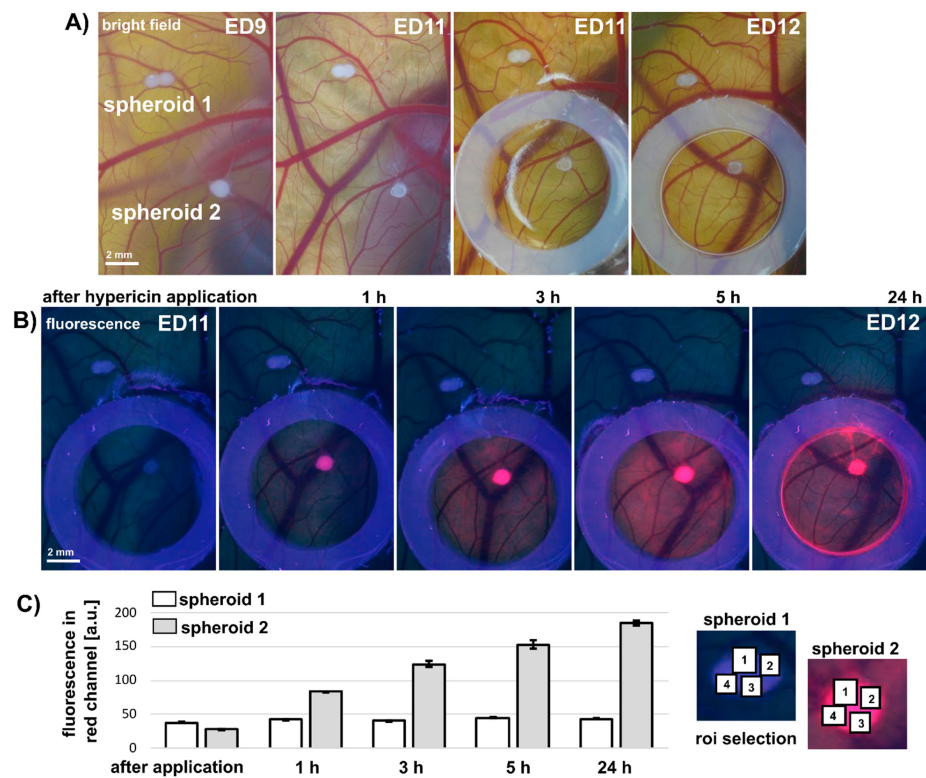 A)
bright field
ED9
ED11
ED11
ED12
spheroid 1
spheroid 2
2 mm
after hypericin application
1 h
3 h
5 h
24 h
B)
fluorescence
ED11
ED12
2 mm
C)
spheroid 1
spheroid 2
fluorescence in
red channel [a.u.]
200
150
100
50
0
after application
1 h
3 h
5 h
24 h
spheroid 1
1
2
3
4
roi selection
spheroid 2
1
2
3
4